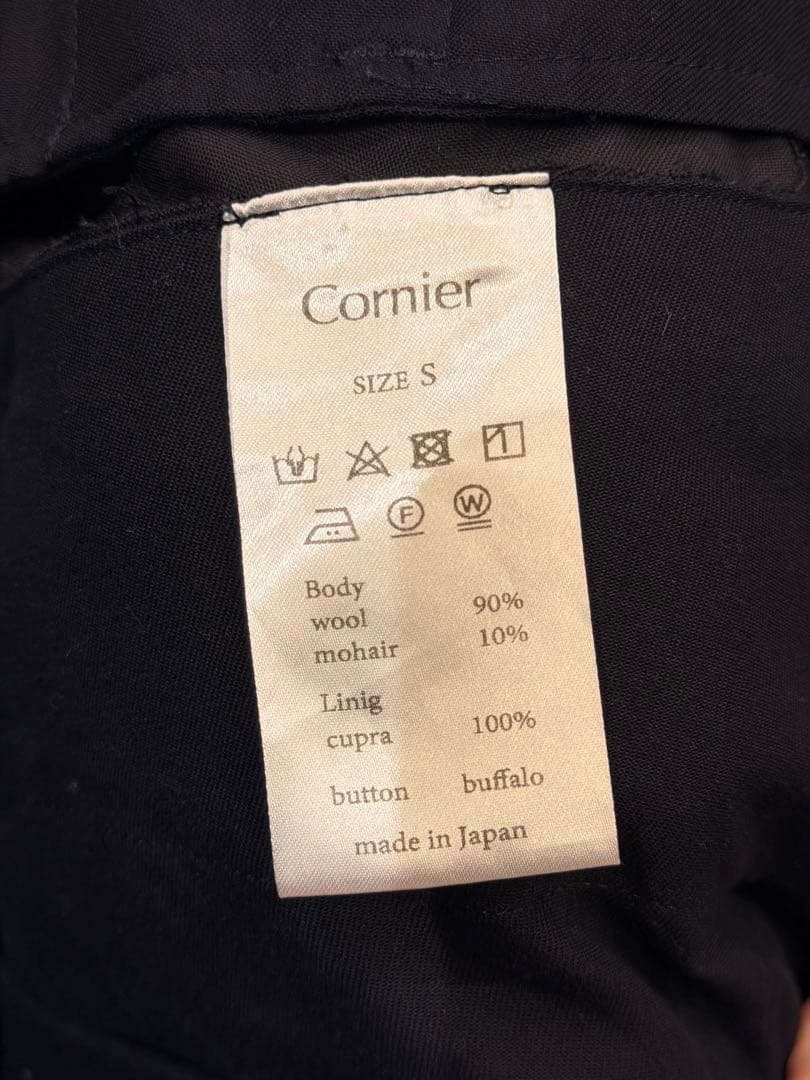 Cornier
SIZE S
F W
Body
wool 90%
mohair 10%
Linig
cupra 100%
button buffalo
made in Japan